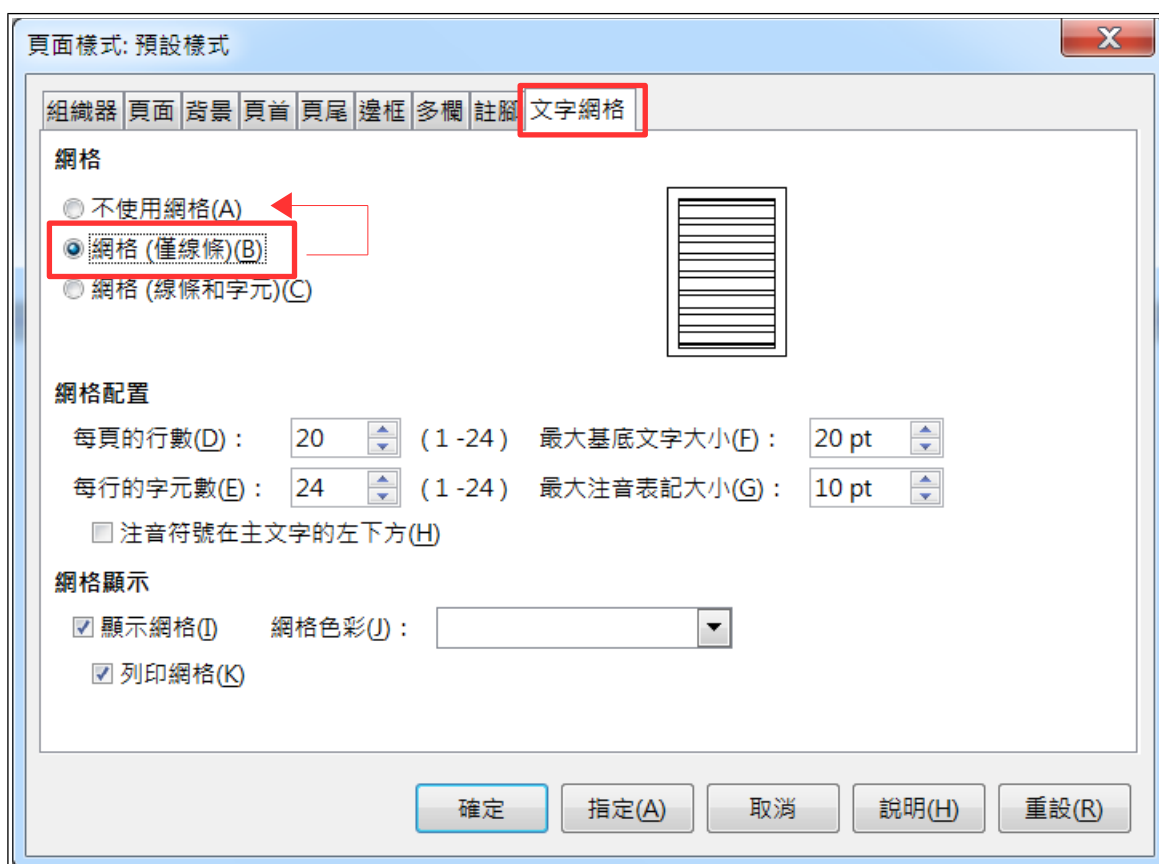 頁面樣式: 預設樣式
組織器 頁面 背景 頁首 頁尾 邊框 多欄 註腳 文字網格
網格
不使用網格(A)
網格 (僅線條)(B)
網格 (線條和字元)(C)
網格配置
每頁的行數(D)： 20 ( 1 -24 ) 最大基底文字大小(F)： 20 pt
每行的字元數(E)： 24 ( 1 -24 ) 最大注音表記大小(G)： 10 pt
注音符號在主文字的左下方(H)
網格顯示
顯示網格(I) 網格色彩(J)：
列印網格(K)
確定 指定(A) 取消 說明(H) 重設(R)